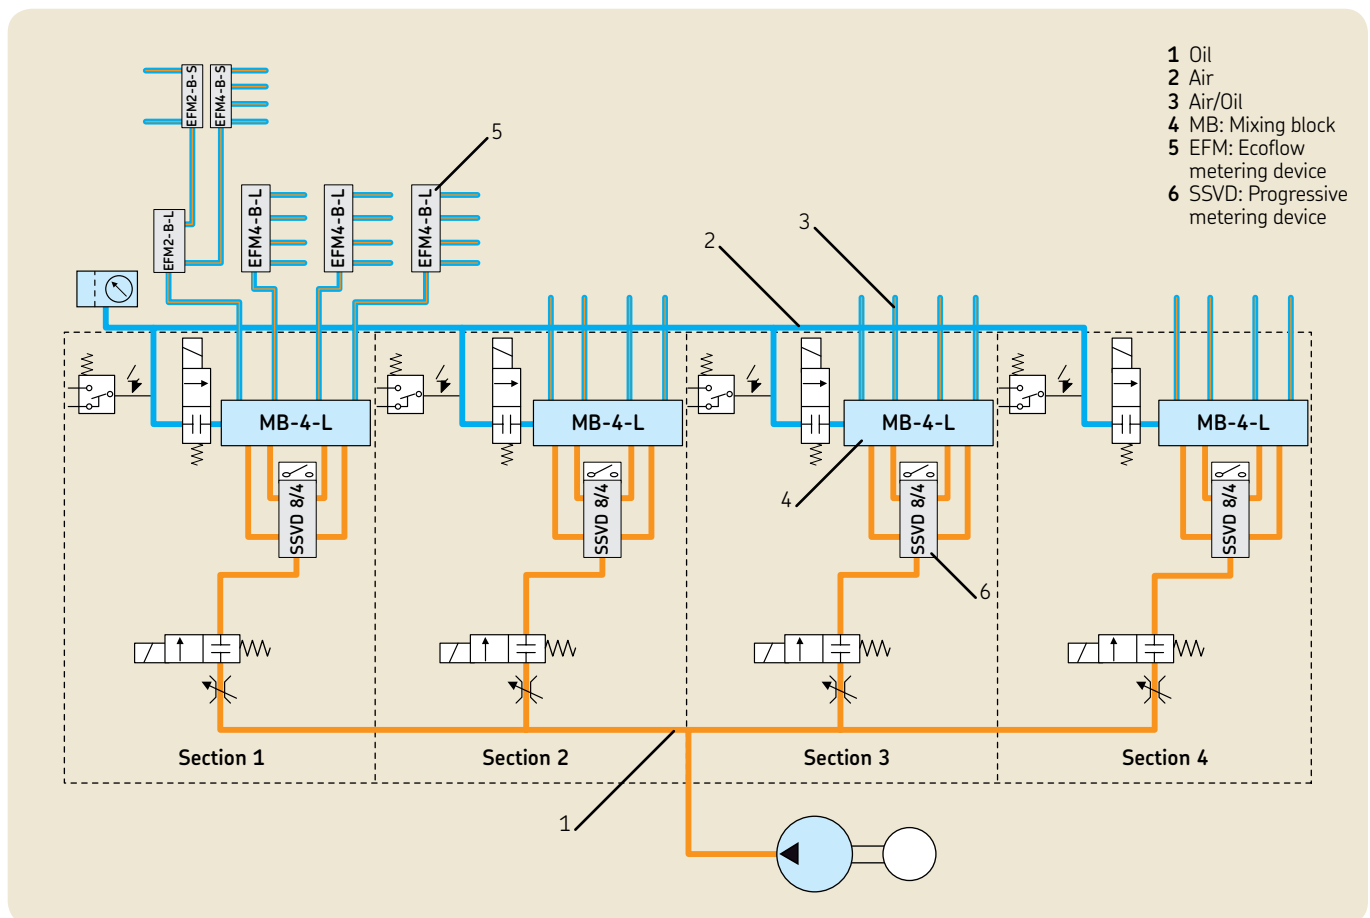 1 Oil
2 Air
3 Air/Oil
4 MB: Mixing block
5 EFM: Ecoflow
metering device
6 SSVD: Progressive
metering device
EFM2-B-S
EFM4-B-S
5
EFM2-B-L
EFM4-B-L
EFM4-B-L
EFM4-B-L
2
3
MB-4-L
MB-4-L
MB-4-L
MB-4-L
4
SSVD 8/4
SSVD 8/4
SSVD 8/4
SSVD 8/4
6
Section 1
Section 2
Section 3
Section 4
1